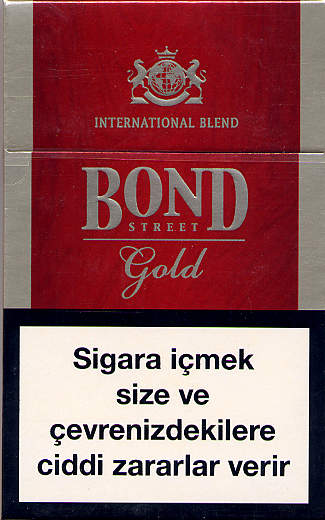 INTERNATIONAL BLEND
BOND
STREET
Gold
Sigara içmek
size ve
çevrenizdekilere
ciddi zararlar verir